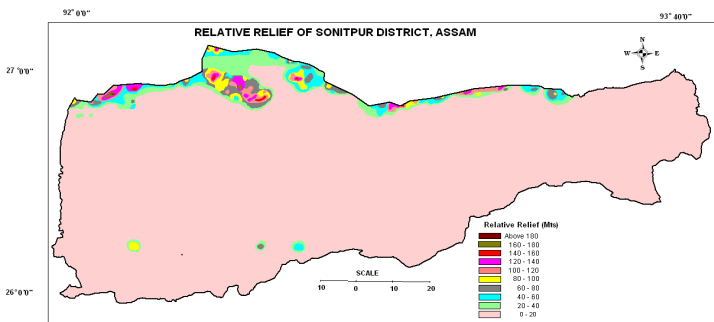 92° 0'0"
93° 40'0"
RELATIVE RELIEF OF SONITPUR DISTRICT, ASSAM
N
W E
S
27°0'0"
Relative Relief (Mts)
Above 180
160 - 180
140 - 160
120 - 140
100 - 120
80 - 100
60 - 80
40 - 60
20 - 40
0 - 20
SCALE
10 0 10 20
26°0'0"